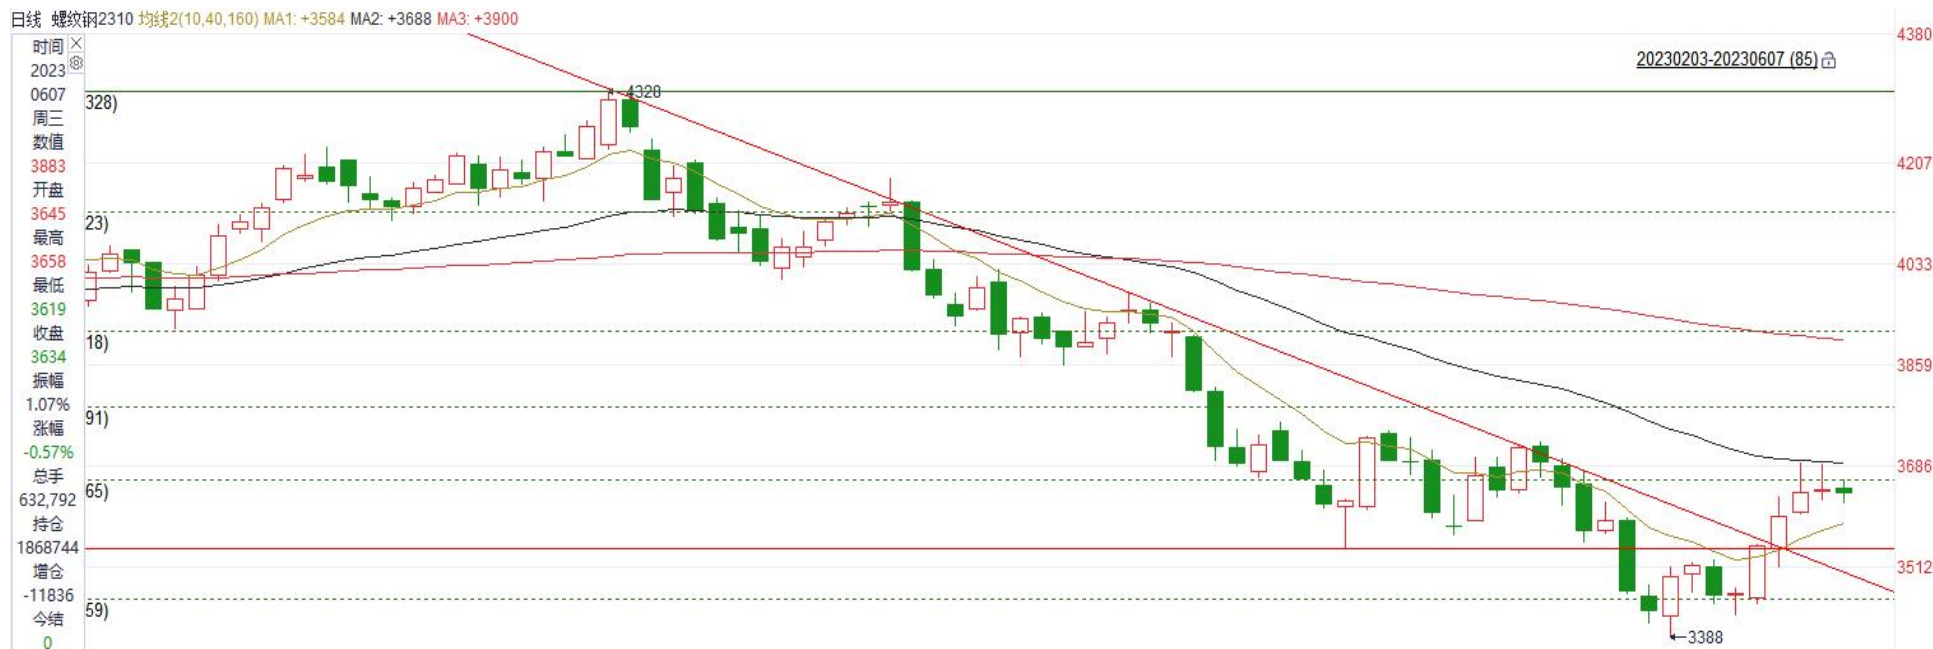 日线 螺纹钢2310 均线2(10,40,160) MA1: +3584 MA2: +3688 MA3: +3900
时间
2023
0607
周三
数值
3883
开盘
3645
最高
3658
最低
3619
收盘
3634
振幅
1.07%
涨幅
-0.57%
总手
632,792
持仓
1868744
增仓
-11836
今结
0
328)
23)
18)
91)
65)
59)
4328
3388
20230203-20230607 (85)
4380
4207
4033
3859
3686
3512